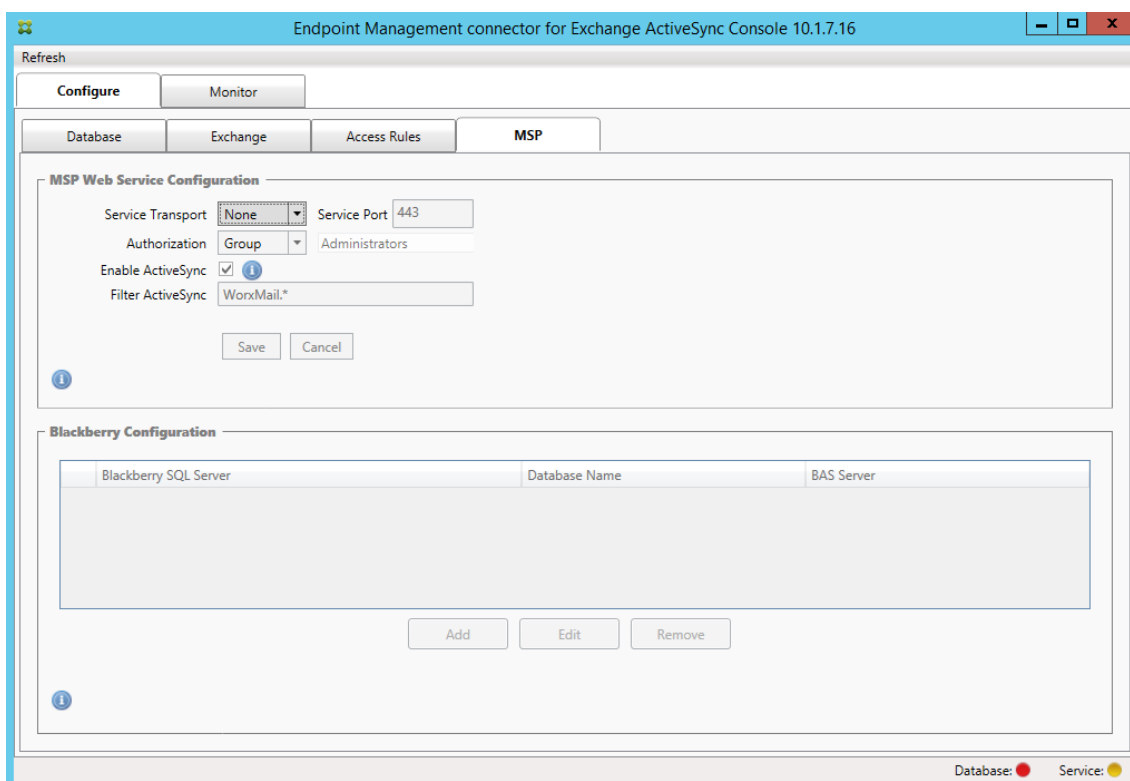 Endpoint Management connector for Exchange ActiveSync Console 10.1.7.16
Refresh
Configure Monitor
Database Exchange Access Rules MSP
MSP Web Service Configuration
Service Transport None Service Port 443
Authorization Group Administrators
Enable ActiveSync
Filter ActiveSync WorxMail.*
Save Cancel
Blackberry Configuration
Blackberry SQL Server Database Name BAS Server
Add Edit Remove
Database: Service: